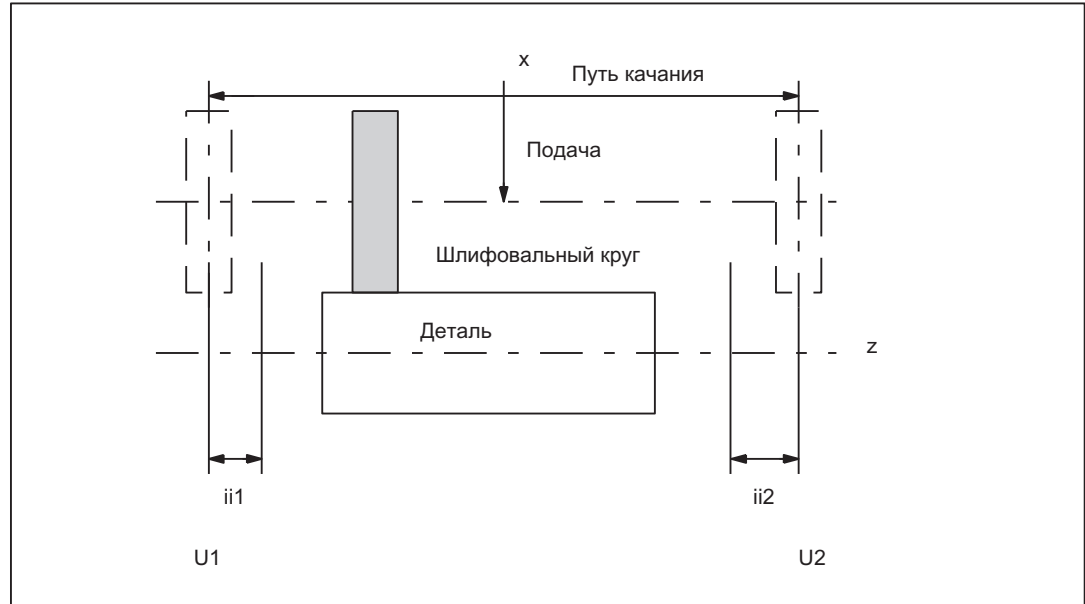 x
Путь качания
Подача
Шлифовальный круг
Деталь
z
ii1
ii2
U1
U2